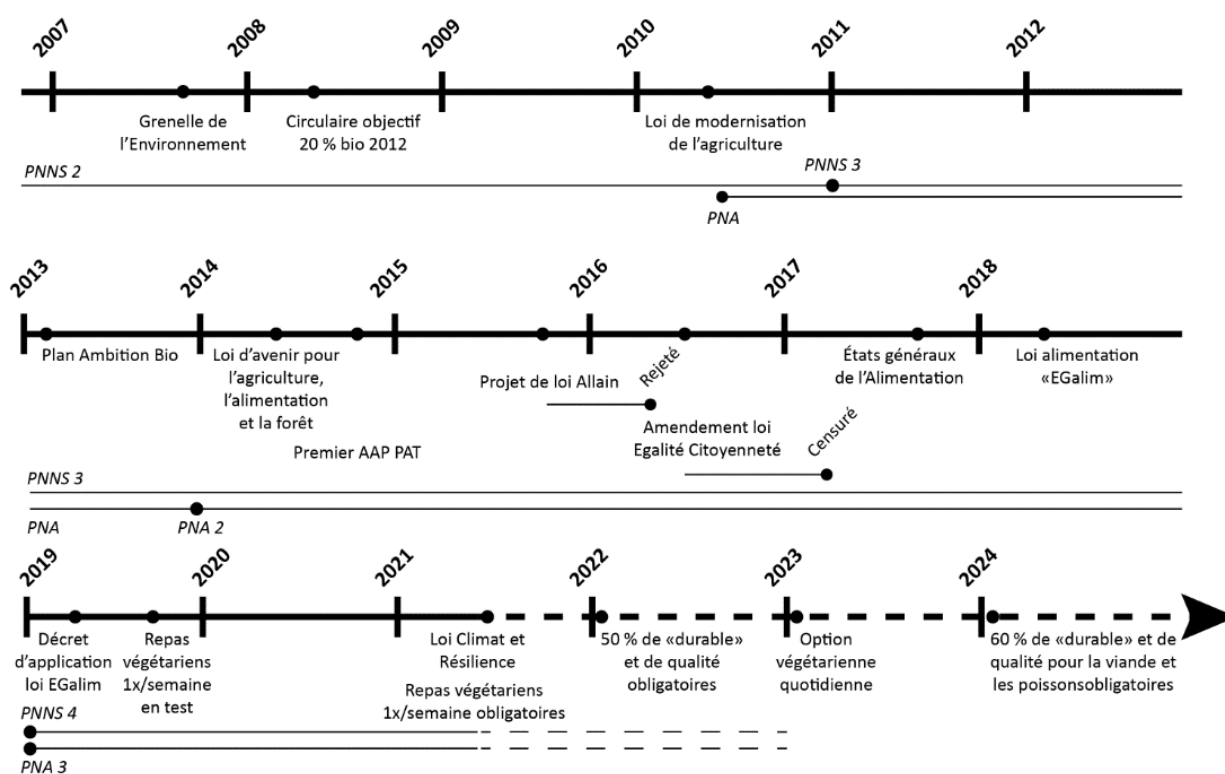 2007
2008
2009
2010
2011
2012
Grenelle de
l'Environnement
Circulaire objectif
20 % bio 2012
Loi de modernisation
de l'agriculture
PNNS 2
PNNS 3
PNA
2013
2014
2015
2016
2017
2018
Plan Ambition Bio
Loi d'avenir pour
l'agriculture,
l'alimentation
et la forêt
Premier AAP PAT
Projet de loi Allain
Rejeté
Amendement loi
Egalité Citoyenneté
Censuré
États généraux
de l'Alimentation
Loi alimentation
«EGalim»
PNNS 3
PNA
PNA 2
2019
2020
2021
2022
2023
2024
Décret
d'application
loi EGalim
Repas
végétariens
1x/semaine
en test
Loi Climat et
Résilience
Repas végétariens
1x/semaine obligatoires
50 % de «durable»
et de qualité
obligatoires
Option
végétarienne
quotidienne
60 % de «durable» et de
qualité pour la viande et
les poissonsobligatoires
PNNS 4
PNA 3